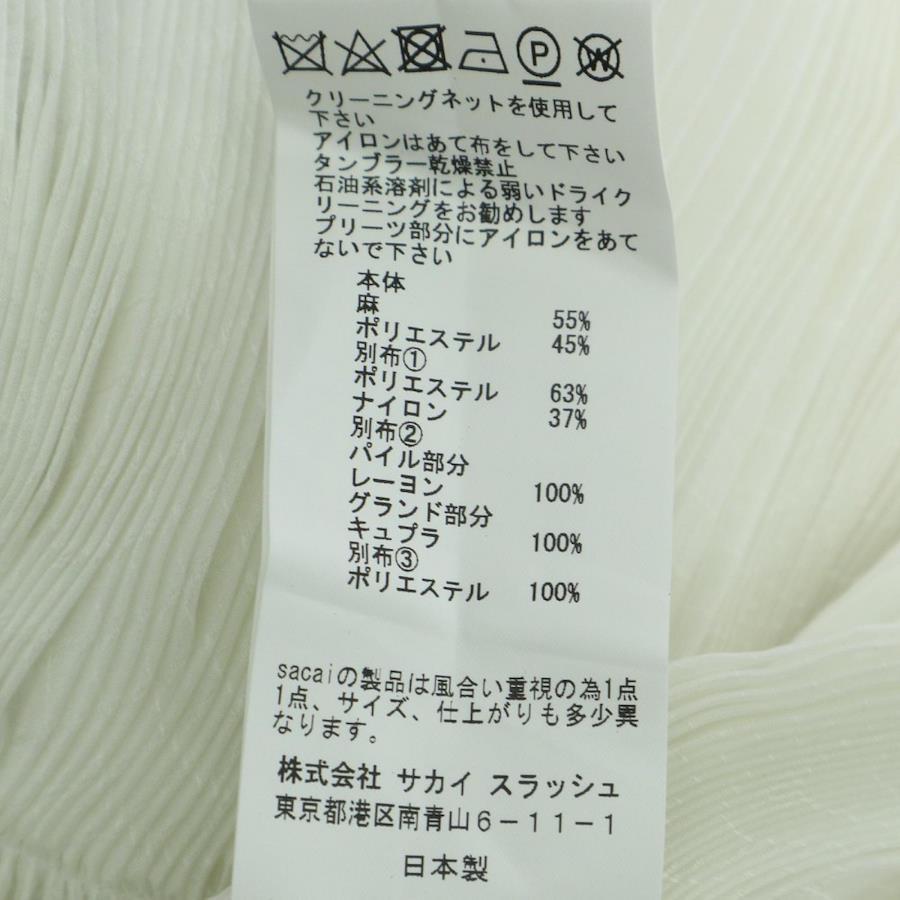 P W
クリーニングネットを使用して
下さい
アイロンはあて布をして下さい
タンブラー乾燥禁止
石油系溶剤による弱いドライク
リーニングをお勧めします
プリーツ部分にアイロンをあて
ないで下さい
本体
麻 55%
ポリエステル 45%
別布①
ポリエステル 63%
ナイロン 37%
別布②
パイル部分
レーヨン 100%
グランド部分
キュプラ 100%
別布③
ポリエステル 100%
sacaiの製品は風合い重視の為1点
1点、サイズ、仕上がりも多少異
なります。
株式会社 サカイ スラッシュ
東京都港区南青山6-11-1
日本製